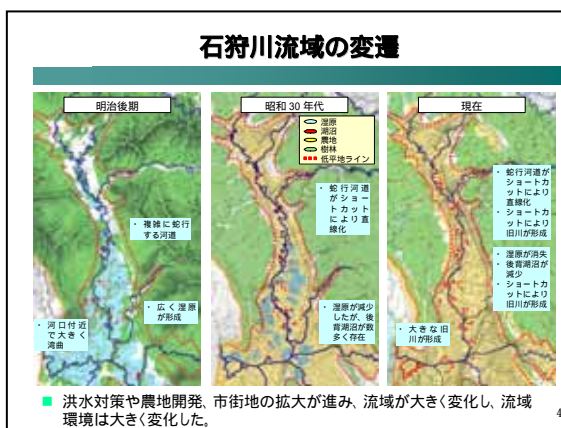 石狩川流域の変遷
明治後期
昭和30年代
現在
湿原
湖沼
農地
樹林
低平地ライン
・ 複雑に蛇行
する河道
・ 広く湿原
が形成
・ 河口付近
で大きく
湾曲
・ 蛇行河道
がショー
トカット
により直
線化
・ 湿原が減少
したが、後
背湖沼が数
多く存在
・ 蛇行河道が
ショートカ
ットにより
直線化
・ ショートカ
ットにより
旧川が形成
・ 湿原が消失
・ 後背湖沼が
減少
・ ショートカ
ットにより
旧川が形成
・ 大きな旧
川が形成
■ 洪水対策や農地開発、市街地の拡大が進み、流域が大きく変化し、流域
環境は大きく変化した。
4